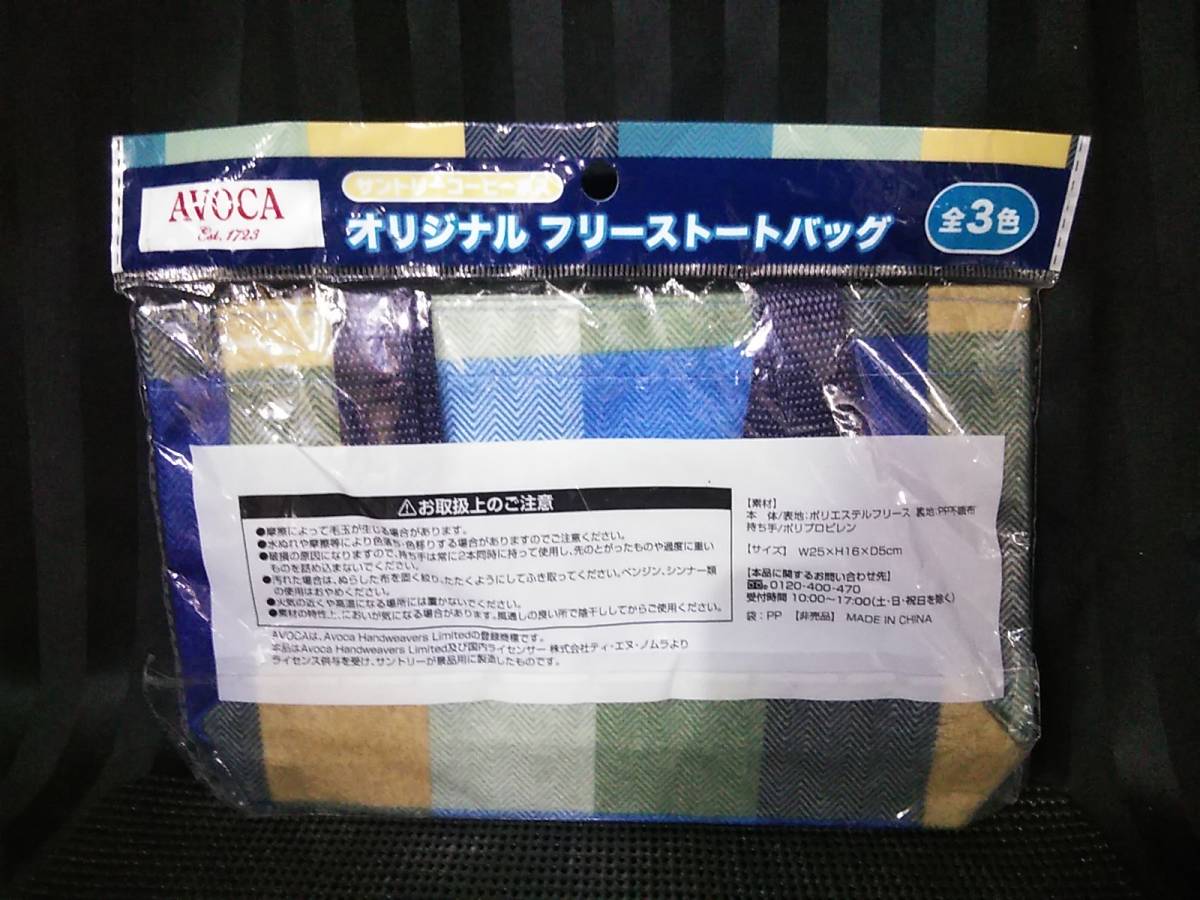 AVOCA
Est. 1723
サントリーコーヒーボス
オリジナル フリーストートバッグ
全3色
お取扱上のご注意
●摩擦によって毛玉が生じる場合があります。
●水ぬれや摩擦等により色落ち・色移りする場合がありますのでご注意ください。
●破損の原因になりますので、持ち手は常に2本同時に持って使用し、先のとがったものや過度に重い
ものを詰め込まないでください。
●汚れた場合は、ぬらした布を固く絞り、たたくようにしてふき取ってください。ベンジン、シンナー類
の使用はおやめください。
●火気の近くや高温になる場所には置かないでください。
●素材の特性上、においが気になる場合があります。風通しの良い所で陰干ししてからご使用ください。
AVOCAは、Avoca Handweavers Limitedの登録商標です。
本品はAvoca Handweavers Limited及び国内ライセンサー 株式会社ティ・エヌ・ノムラより
ライセンス供与を受け、サントリーが景品用に製造したものです。
【素材】
本 体/表地:ポリエステルフリース 裏地:PP不織布
持ち手/ポリプロピレン
【サイズ】 W25×H16×D5cm
【本品に関するお問い合わせ先】
0120-400-470
受付時間 10:00~17:00(土・日・祝日を除く)
袋:PP 【非売品】 MADE IN CHINA